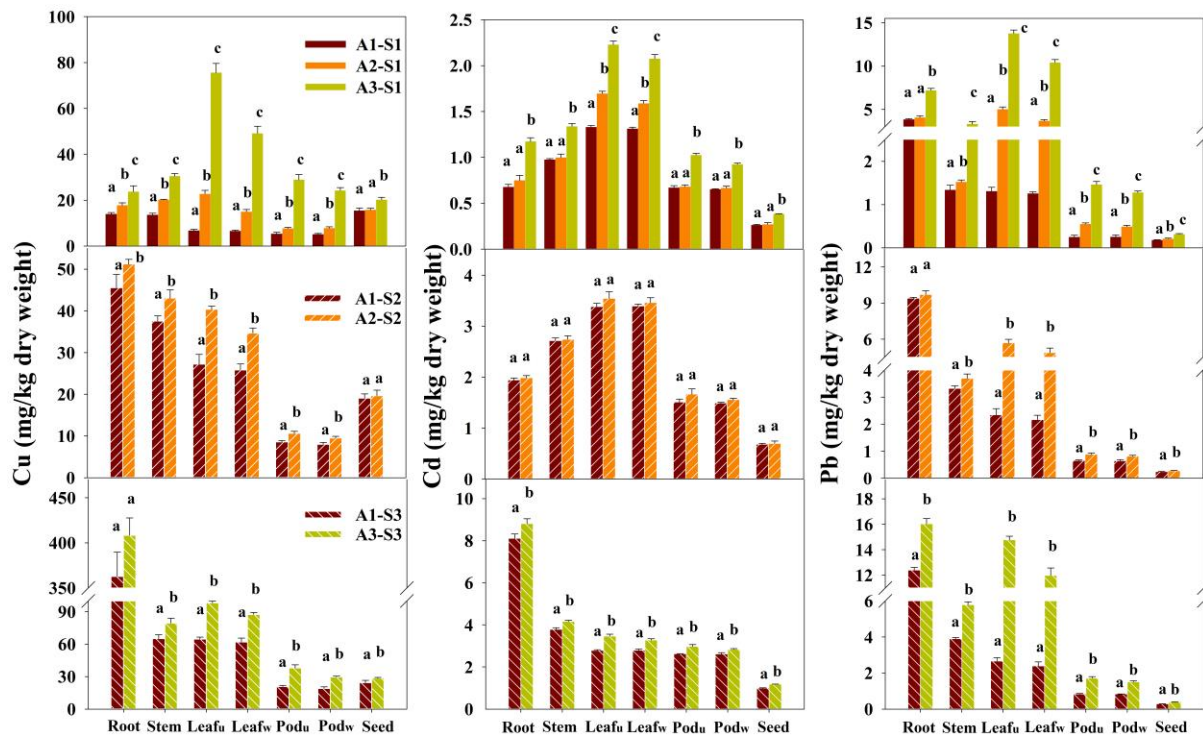 Cu (mg/kg dry weight)
100
80
60
40
20
0
A1-S1
A2-S1
A3-S1
a b c a b c a b c a b c a b c a b c a a b
50
40
30
20
10
0
A1-S2
A2-S2
a b a b a b a b a b a b a a
450
400
350
90
60
30
0
A1-S3
A3-S3
a a a b a b a b a b a b a b
Root Stem Leafu Leafw Podu Podw Seed
Cd (mg/kg dry weight)
2.5
2.0
1.5
1.0
0.5
0.0
a a b a a b a b c a b c a a b a a b a a b
4
3
2
1
0
a a a a a a a a a a a a a a
10
8
6
4
2
0
a b a b a b a b a b a b a b
Root Stem Leafu Leafw Podu Podw Seed
Pb (mg/kg dry weight)
15
10
5
2
1
0
a a b a b c a b c a b c a b c a b c a b c
12
9
6
4
3
2
1
0
a a a b a b a b a b a b a b
18
16
14
12
6
4
2
0
a b a b a b a b a b a b a b
Root Stem Leafu Leafw Podu Podw Seed